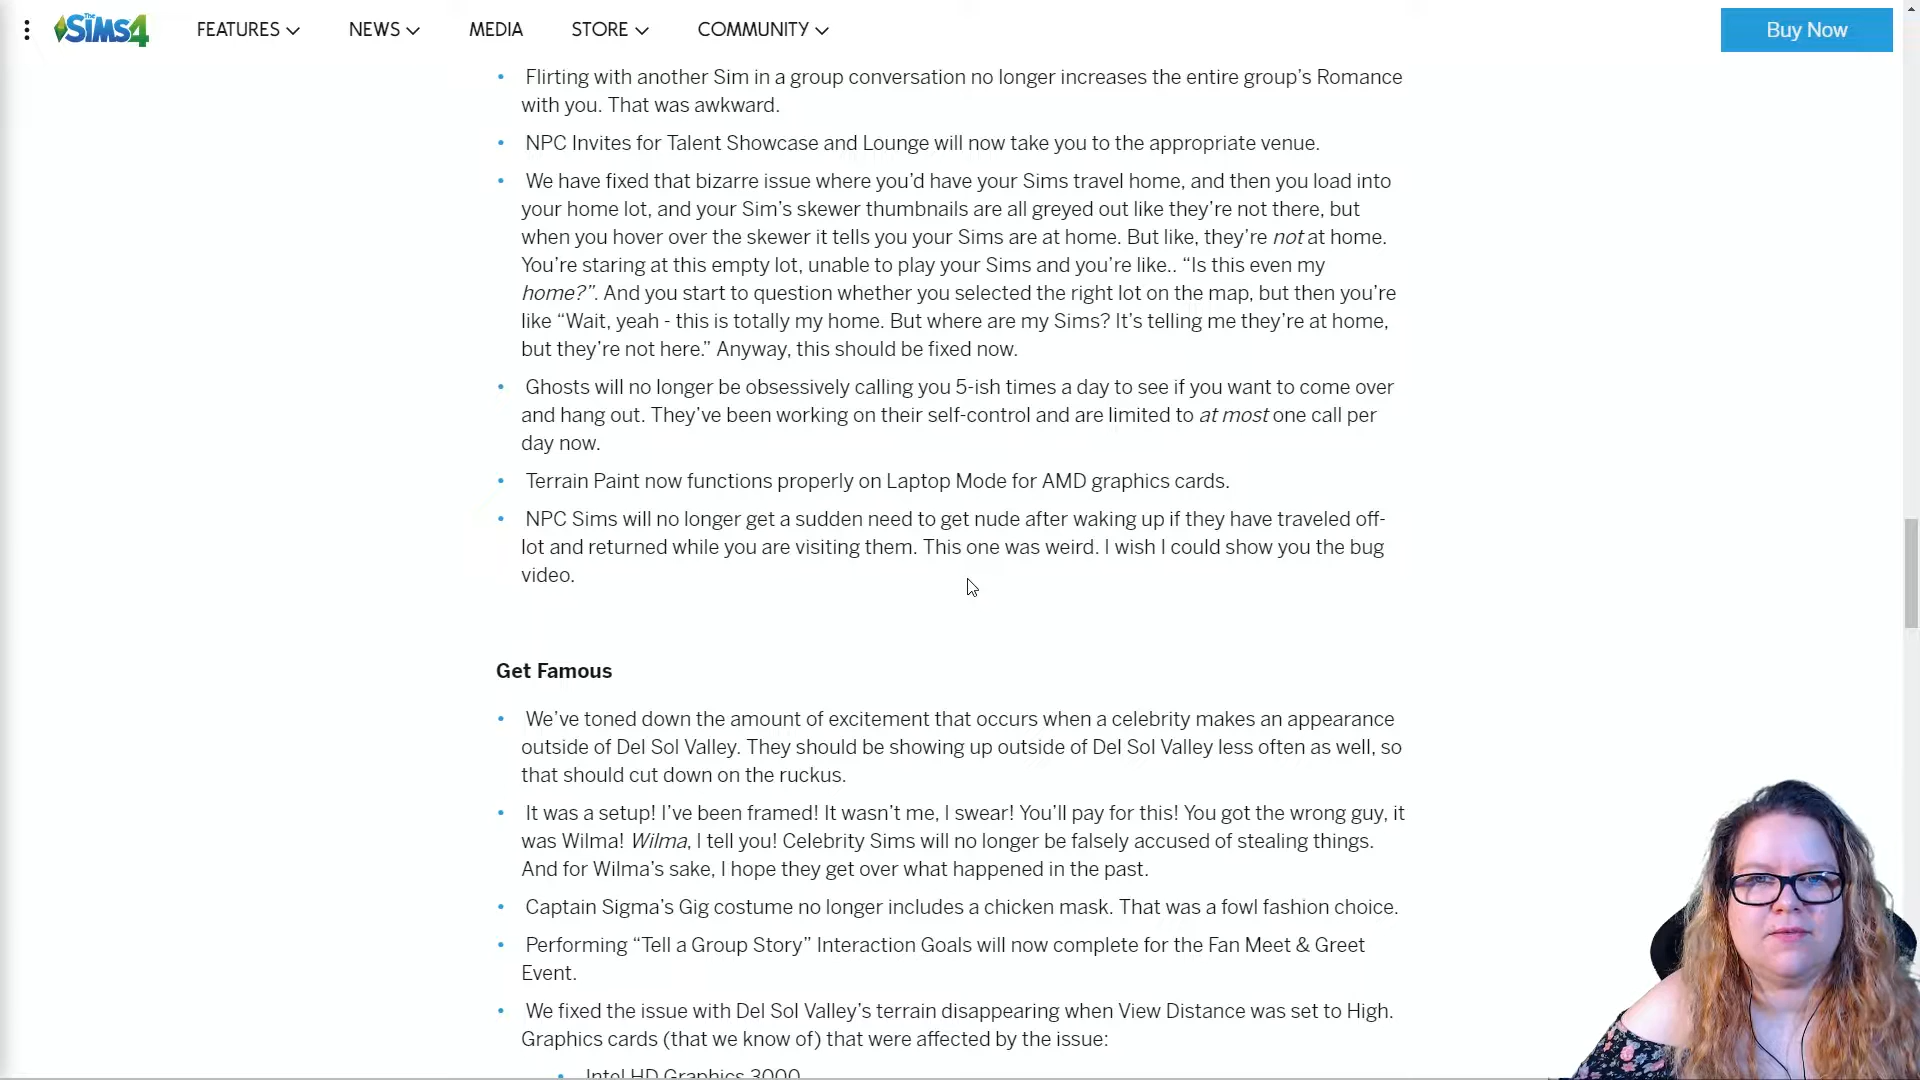 The SIMS 4 FEATURES NEWS MEDIA STORE COMMUNITY Buy Now
• Flirting with another Sim in a group conversation no longer increases the entire group’s Romance
with you. That was awkward.
• NPC Invites for Talent Showcase and Lounge will now take you to the appropriate venue.
• We have fixed that bizarre issue where you’d have your Sims travel home, and then you load into
your home lot, and your Sim’s skewer thumbnails are all greyed out like they’re not there, but
when you hover over the skewer it tells you your Sims are at home. But like, they’re not at home.
You’re staring at this empty lot, unable to play your Sims and you’re like.. “Is this even my
home?”. And you start to question whether you selected the right lot on the map, but then you’re
like “Wait, yeah - this is totally my home. But where are my Sims? It’s telling me they’re at home,
but they’re not here.” Anyway, this should be fixed now.
• Ghosts will no longer be obsessively calling you 5-ish times a day to see if you want to come over
and hang out. They’ve been working on their self-control and are limited to at most one call per
day now.
• Terrain Paint now functions properly on Laptop Mode for AMD graphics cards.
• NPC Sims will no longer get a sudden need to get nude after waking up if they have traveled off-
lot and returned while you are visiting them. This one was weird. I wish I could show you the bug
video.
Get Famous
• We’ve toned down the amount of excitement that occurs when a celebrity makes an appearance
outside of Del Sol Valley. They should be showing up outside of Del Sol Valley less often as well, so
that should cut down on the ruckus.
• It was a setup! I’ve been framed! It wasn’t me, I swear! You’ll pay for this! You got the wrong guy, it
was Wilma! Wilma, I tell you! Celebrity Sims will no longer be falsely accused of stealing things.
And for Wilma’s sake, I hope they get over what happened in the past.
• Captain Sigma’s Gig costume no longer includes a chicken mask. That was a fowl fashion choice.
• Performing “Tell a Group Story” Interaction Goals will now complete for the Fan Meet & Greet
Event.
• We fixed the issue with Del Sol Valley’s terrain disappearing when View Distance was set to High.
Graphics cards (that we know of) that were affected by the issue:
• Intel HD Graphics 3000